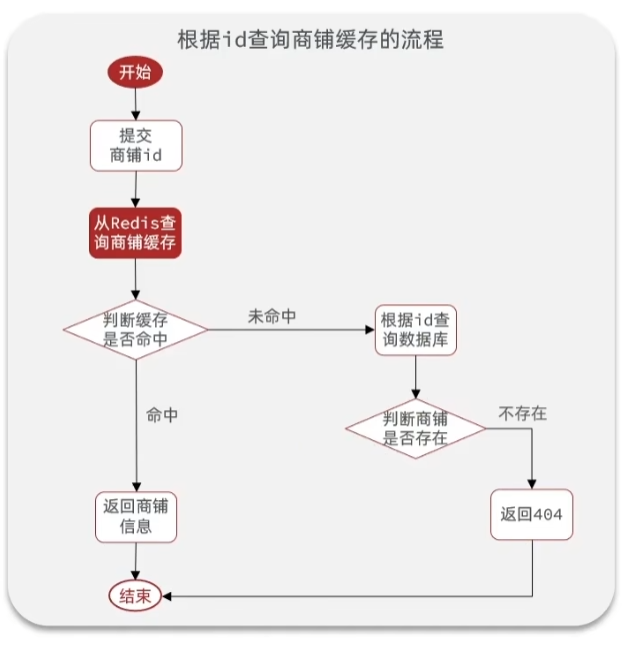 根据id查询商铺缓存的流程
开始
提交
商铺id
从Redis查
询商铺缓存
判断缓存
是否命中
未命中
根据id查
询数据库
命中
判断商铺
是否存在
不存在
返回商铺
信息
返回404
结束